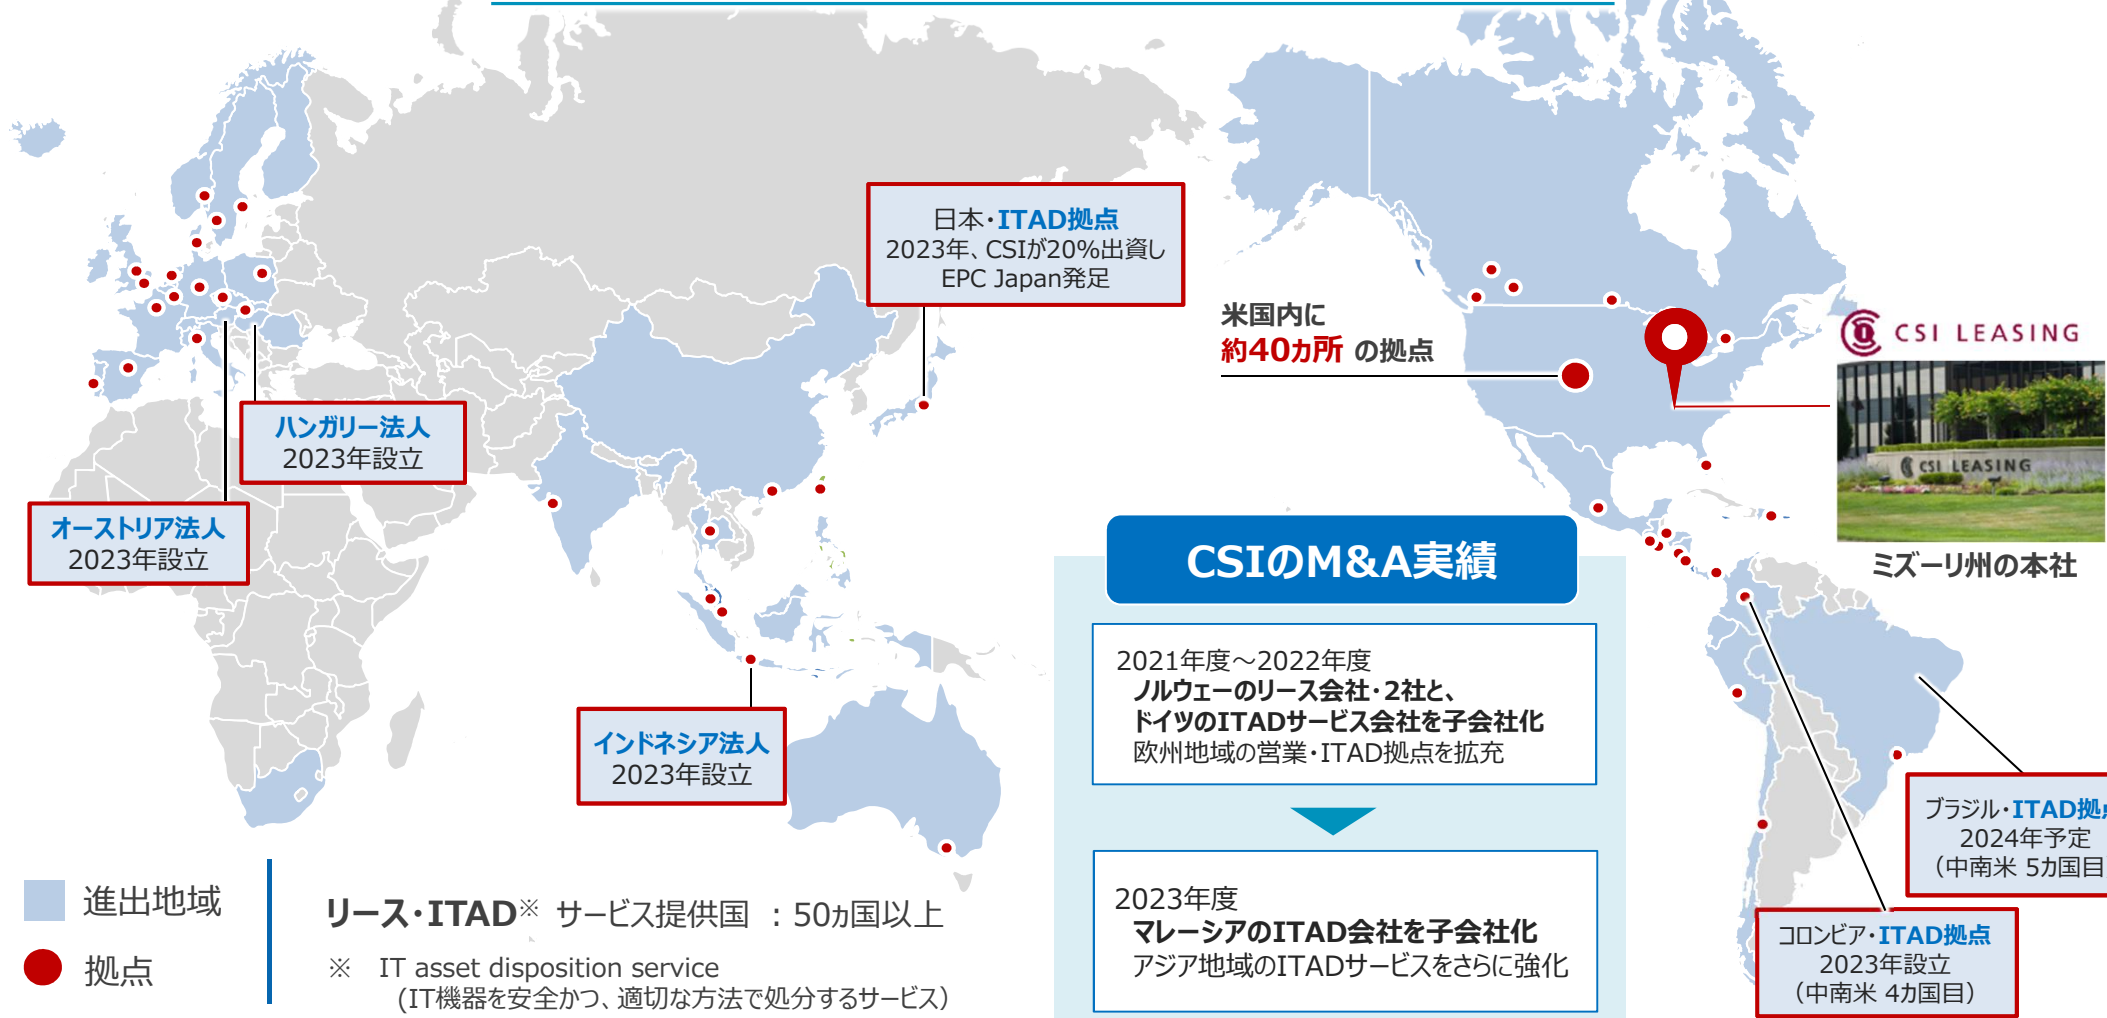 日本・ITAD拠点
2023年、CSIが20%出資し
EPC Japan発足
米国内に
約40カ所 の拠点
CSI LEASING
CSI LEASING
ミズーリ州の本社
ハンガリー法人
2023年設立
オーストリア法人
2023年設立
インドネシア法人
2023年設立
CSIのM&A実績
2021年度～2022年度
ノルウェーのリース会社・2社と、
ドイツのITADサービス会社を子会社化
欧州地域の営業・ITAD拠点を拡充
2023年度
マレーシアのITAD会社を子会社化
アジア地域のITADサービスをさらに強化
ブラジル・ITAD拠点
2024年予定
（中南米 5カ国目
コロンビア・ITAD拠点
2023年設立
（中南米 4カ国目）
進出地域
拠点
リース・ITAD※ サービス提供国 ：50ヵ国以上
※ IT asset disposition service
(IT機器を安全かつ、適切な方法で処分するサービス)